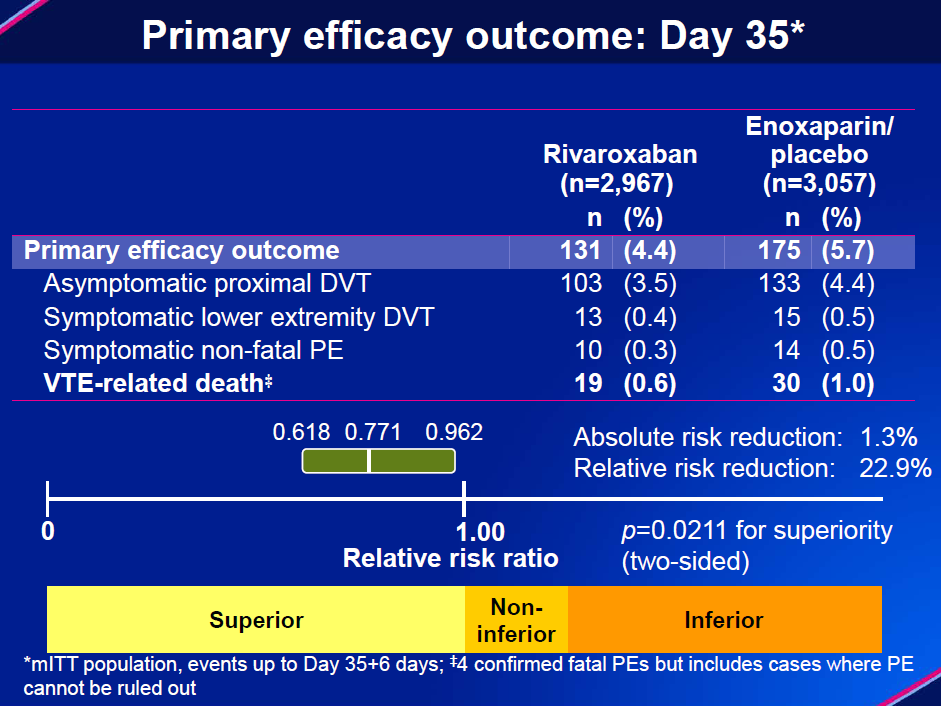 Primary efficacy outcome: Day 35*
Rivaroxaban
(n=2,967)
Enoxaparin/
placebo
(n=3,057)
n (%) n (%)
Primary efficacy outcome 131 (4.4) 175 (5.7)
Asymptomatic proximal DVT 103 (3.5) 133 (4.4)
Symptomatic lower extremity DVT 13 (0.4) 15 (0.5)
Symptomatic non-fatal PE 10 (0.3) 14 (0.5)
VTE-related death‡ 19 (0.6) 30 (1.0)
0.618 0.771 0.962
Absolute risk reduction: 1.3%
Relative risk reduction: 22.9%
0 1.00
Relative risk ratio
p=0.0211 for superiority
(two-sided)
Superior
Non-
inferior
Inferior
*mITT population, events up to Day 35+6 days; ‡4 confirmed fatal PEs but includes cases where PE
cannot be ruled out